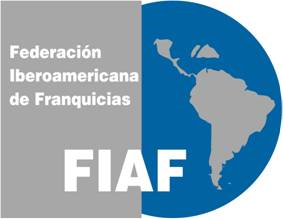 Federación
Iberoamericana
de Franquicias
FIAF